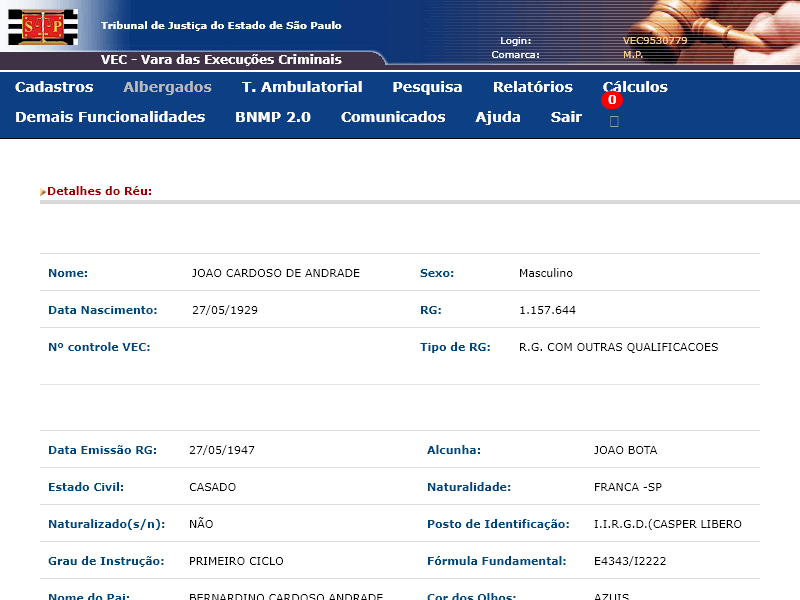 STP
Tribunal de Justiça do Estado de São Paulo
VEC - Vara das Execuções Criminais
Login: VEC9530779
Comarca: M.P.
Cadastros Albergados T. Ambulatorial Pesquisa Relatórios Cálculos
0
Demais Funcionalidades BNMP 2.0 Comunicados Ajuda Sair
Detalhes do Réu:
Nome: JOAO CARDOSO DE ANDRADE Sexo: Masculino
Data Nascimento: 27/05/1929 RG: 1.157.644
Nº controle VEC: Tipo de RG: R.G. COM OUTRAS QUALIFICACOES
Data Emissão RG: 27/05/1947 Alcunha: JOAO BOTA
Estado Civil: CASADO Naturalidade: FRANCA -SP
Naturalizado(s/n): NÃO Posto de Identificação: I.I.R.G.D.(CASPER LIBERO
Grau de Instrução: PRIMEIRO CICLO Fórmula Fundamental: E4343/I2222
Nome do Pai: BERNARDINO CARDOSO ANDRADE Cor dos Olhos: AZUIS